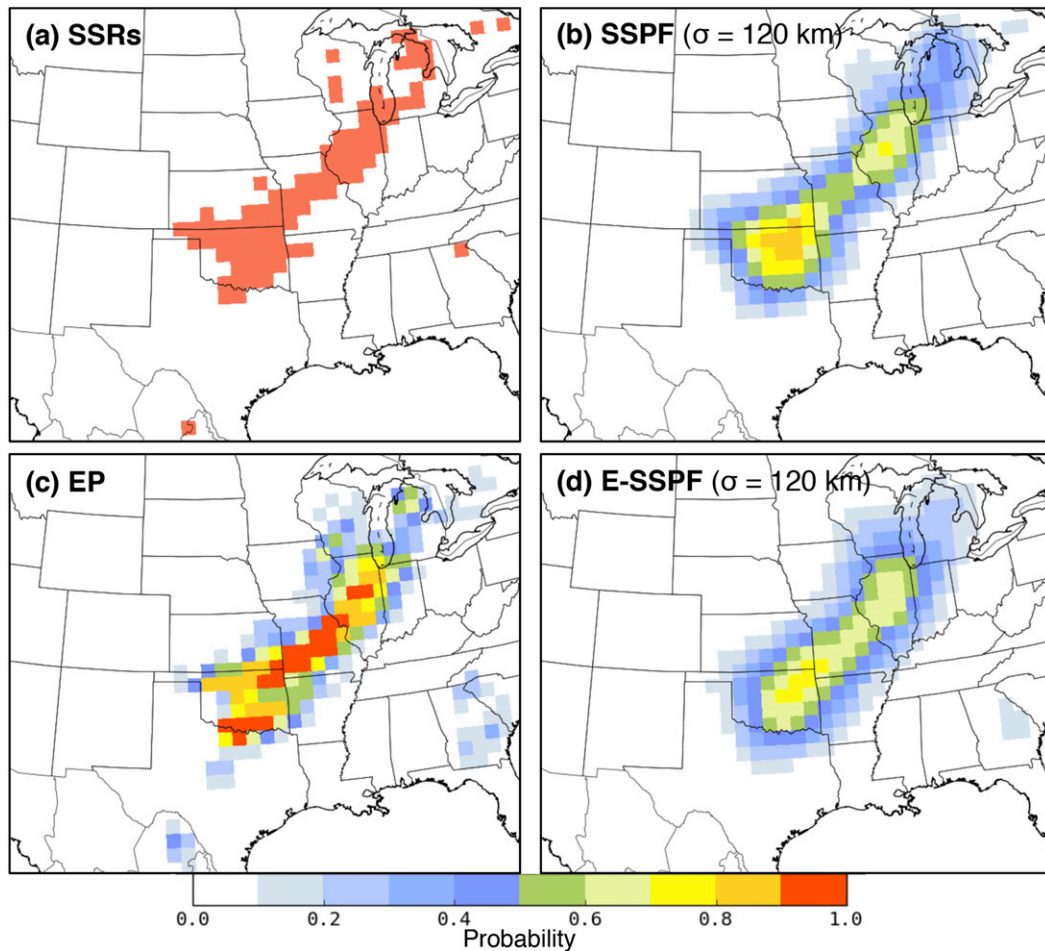 (a) SSRs
(b) SSPF (σ = 120 km)
(c) EP
(d) E-SSPF (σ = 120 km)
0.0 0.2 0.4 0.6 0.8 1.0
Probability